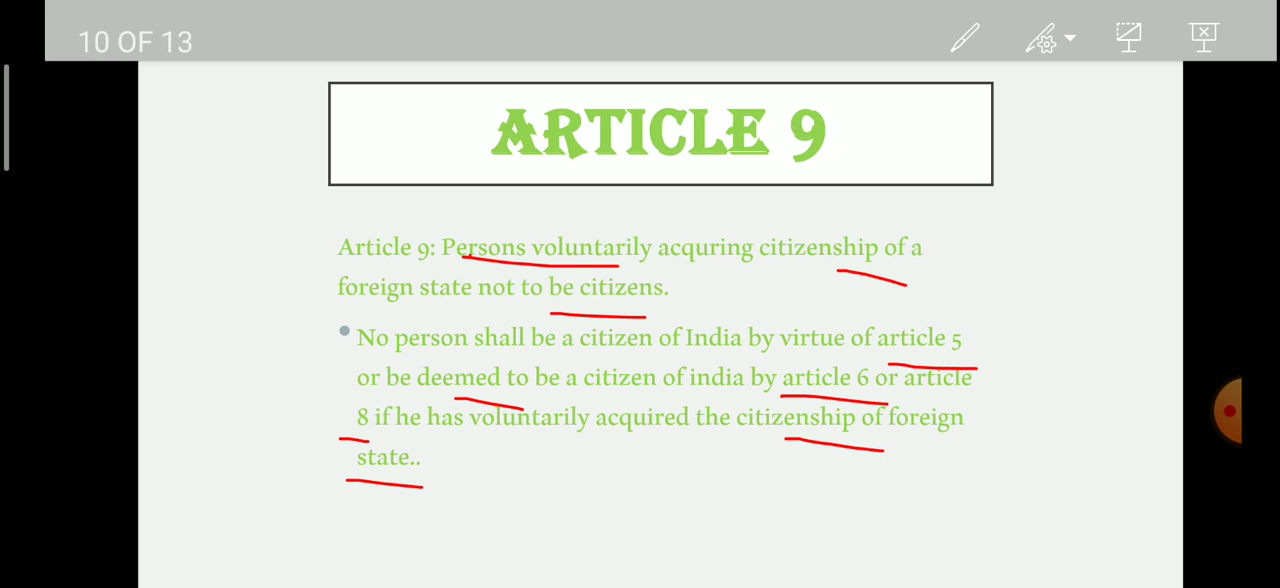 10 OF 13
ARTICLE 9
Article 9: Persons voluntarily acquring citizenship of a
foreign state not to be citizens.
No person shall be a citizen of India by virtue of article 5
or be deemed to be a citizen of india by article 6 or article
8 if he has voluntarily acquired the citizenship of foreign
state..